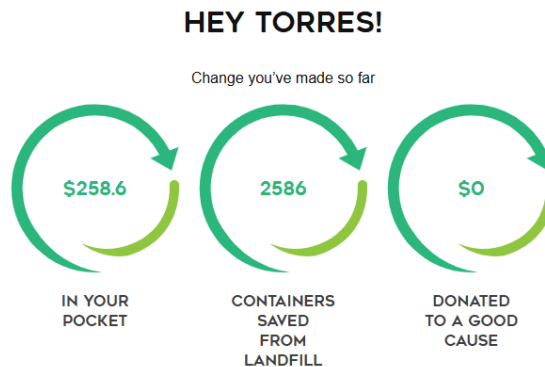 HEY TORRES!
Change you’ve made so far
$258.6
2586
$0
IN YOUR
POCKET
CONTAINERS
SAVED
FROM
LANDFILL
DONATED
TO A GOOD
CAUSE